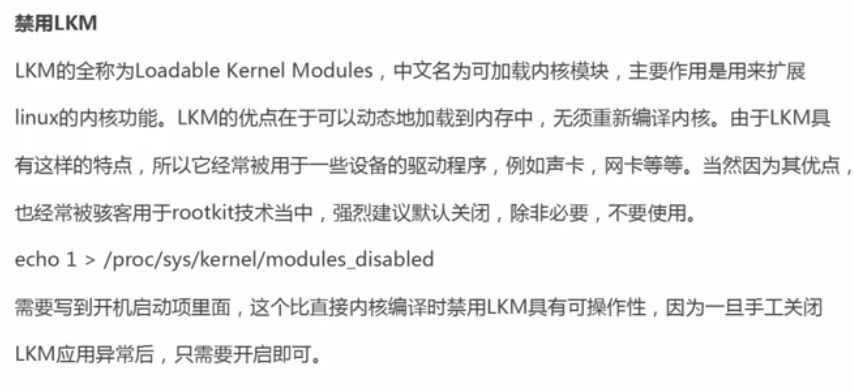 禁用LKM
LKM的全称为Loadable Kernel Modules，中文名为可加载内核模块，主要作用是用来扩展
linux的内核功能。LKM的优点在于可以动态地加载到内存中，无须重新编译内核。由于LKM具
有这样的特点，所以它经常被用于一些设备的驱动程序，例如声卡，网卡等等。当然因为其优点，
也经常被骇客用于rootkit技术当中，强烈建议默认关闭，除非必要，不要使用。
echo 1 > /proc/sys/kernel/modules_disabled
需要写到开机启动项里面，这个比直接内核编译时禁用LKM具有可操作性，因为一旦手工关闭
LKM应用异常后，只需要开启即可。